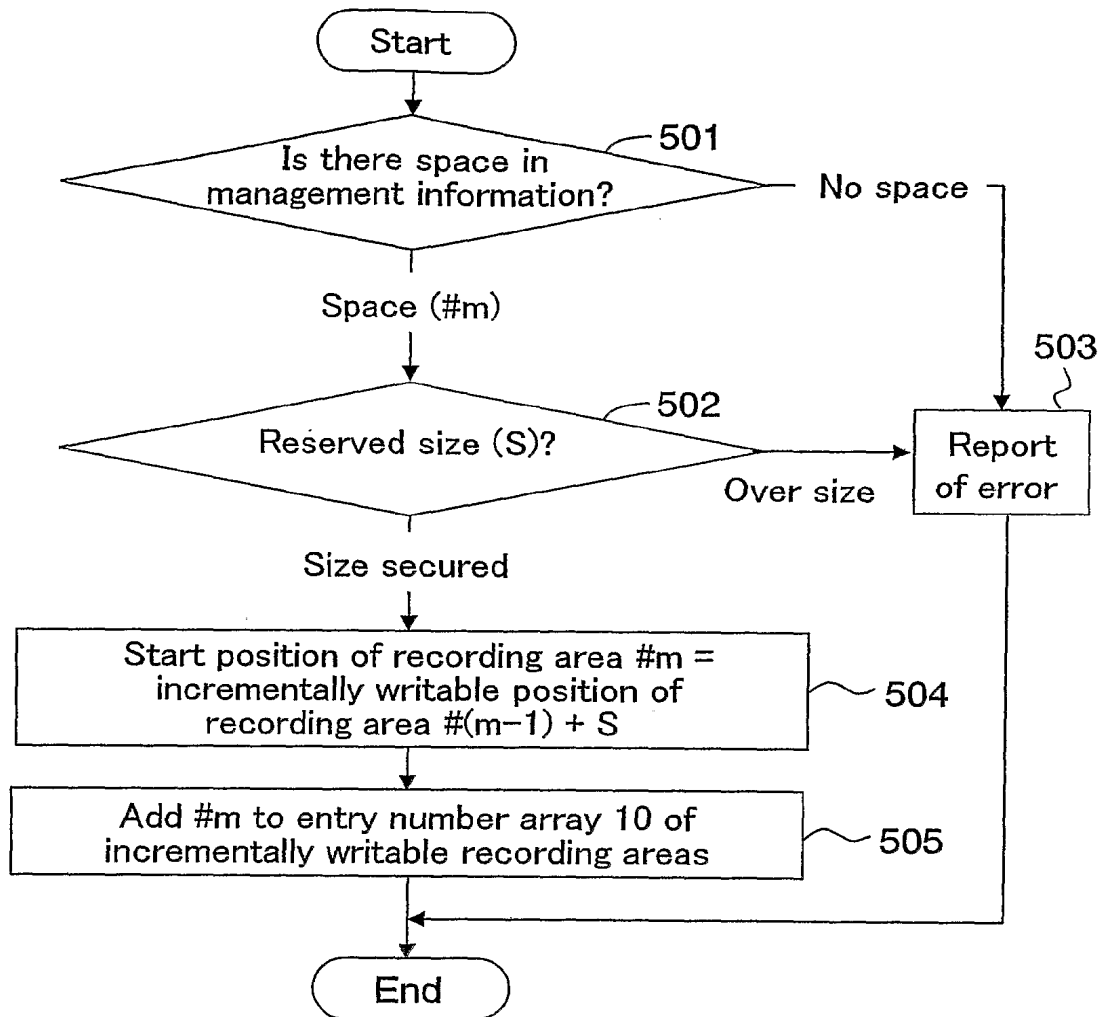 Start
501
Is there space in
management information?
No space
Space (#m)
503
502
Reserved size (S)?
Report
of error
Over size
Size secured
Start position of recording area #m =
incrementally writable position of
recording area #(m-1) + S
504
Add #m to entry number array 10 of
incrementally writable recording areas
505
End